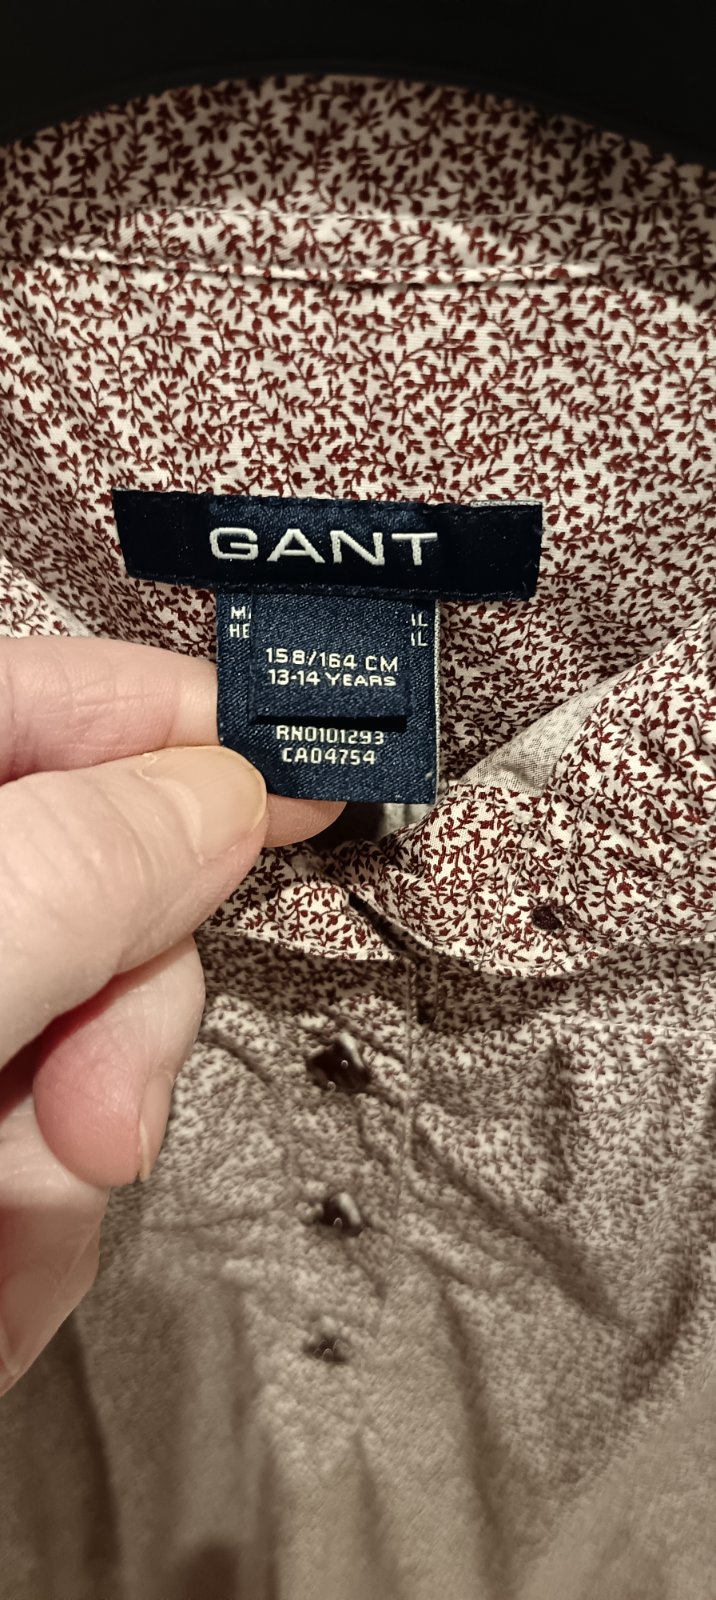 GANT
158/164 CM
13-14 YEARS
RN0101293
CA04754